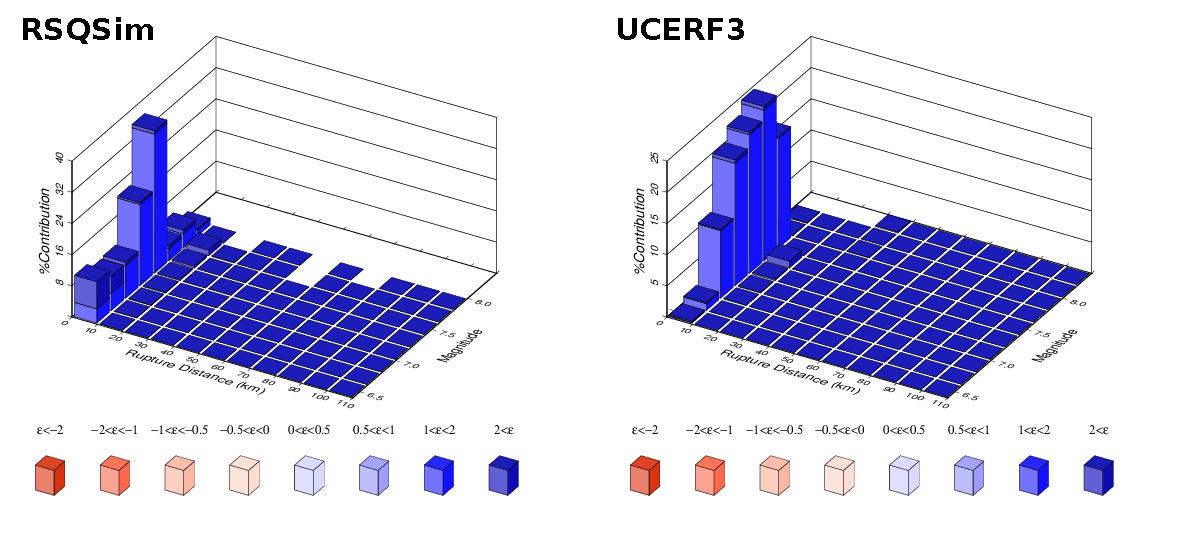 RSQSim
%Contribution
40
32
24
16
8
0
10
20
30
40
50
60
70
80
90
100
110
Rupture Distance (km)
8.0
7.5
7.0
6.5
Magnitude
ε<−2
−2<ε<−1
−1<ε<−0.5
−0.5<ε<0
0<ε<0.5
0.5<ε<1
1<ε<2
2<ε
UCERF3
%Contribution
25
20
15
10
5
0
10
20
30
40
50
60
70
80
90
100
110
Rupture Distance (km)
8.0
7.5
7.0
6.5
Magnitude
ε<−2
−2<ε<−1
−1<ε<−0.5
−0.5<ε<0
0<ε<0.5
0.5<ε<1
1<ε<2
2<ε